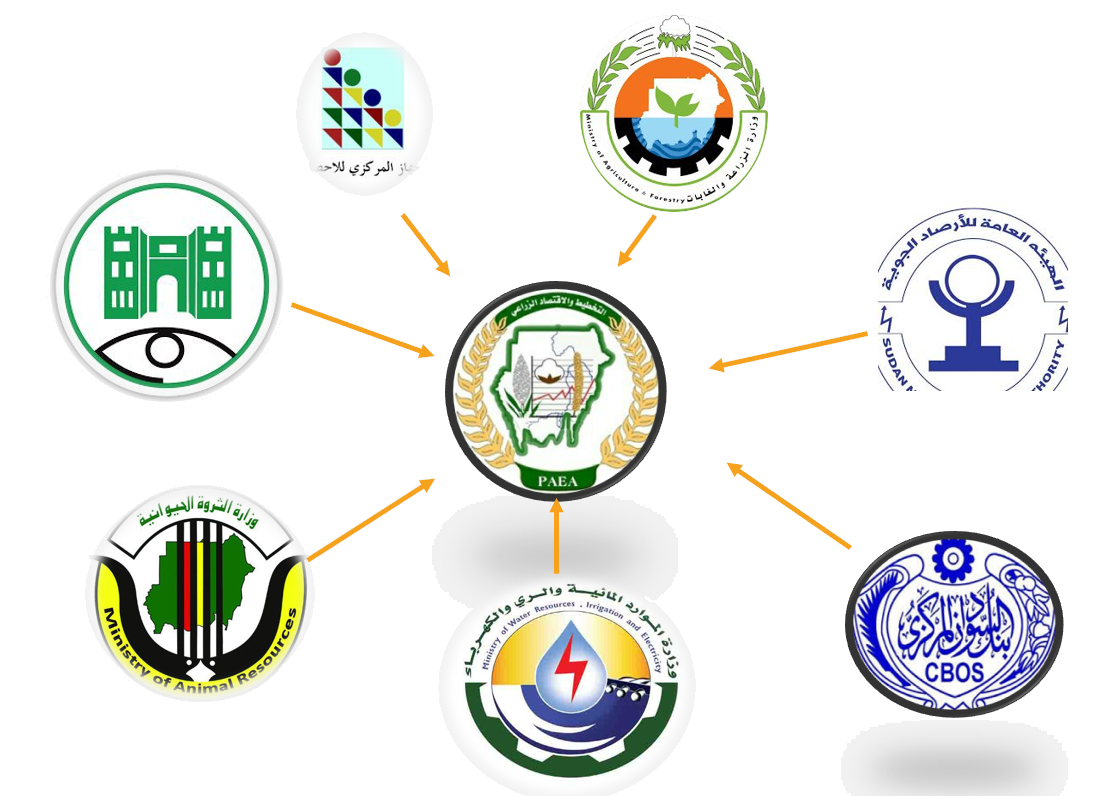 جهاز المركزي للاحصا
Ministry of Agriculture & Forestry
وزارة الزراعة والغابات
الهيئة العامة للأرصاد الجوية
SUDAN
HORITY
التخطيط والاقتصاد الزراعي
PAEA
وزارة الثروة الحيوانية
Ministry of Animal Resources
وزارة الموارد المائية والري والكهرباء
Ministry of Water Resources , Irrigation and Electricity
بنك السودان المركزي
CBOS